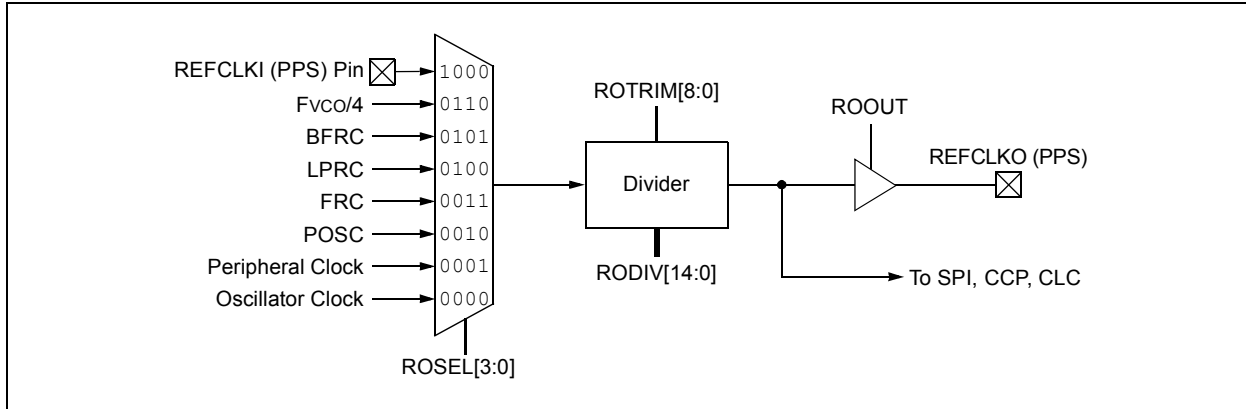 REFCLKI (PPS) Pin
1000
FVCO/4
0110
BFRC
0101
LPRC
0100
FRC
0011
POSC
0010
Peripheral Clock
0001
Oscillator Clock
0000
ROSEL[3:0]
ROTRIM[8:0]
Divider
RODIV[14:0]
ROOUT
REFCLKO (PPS)
To SPI, CCP, CLC